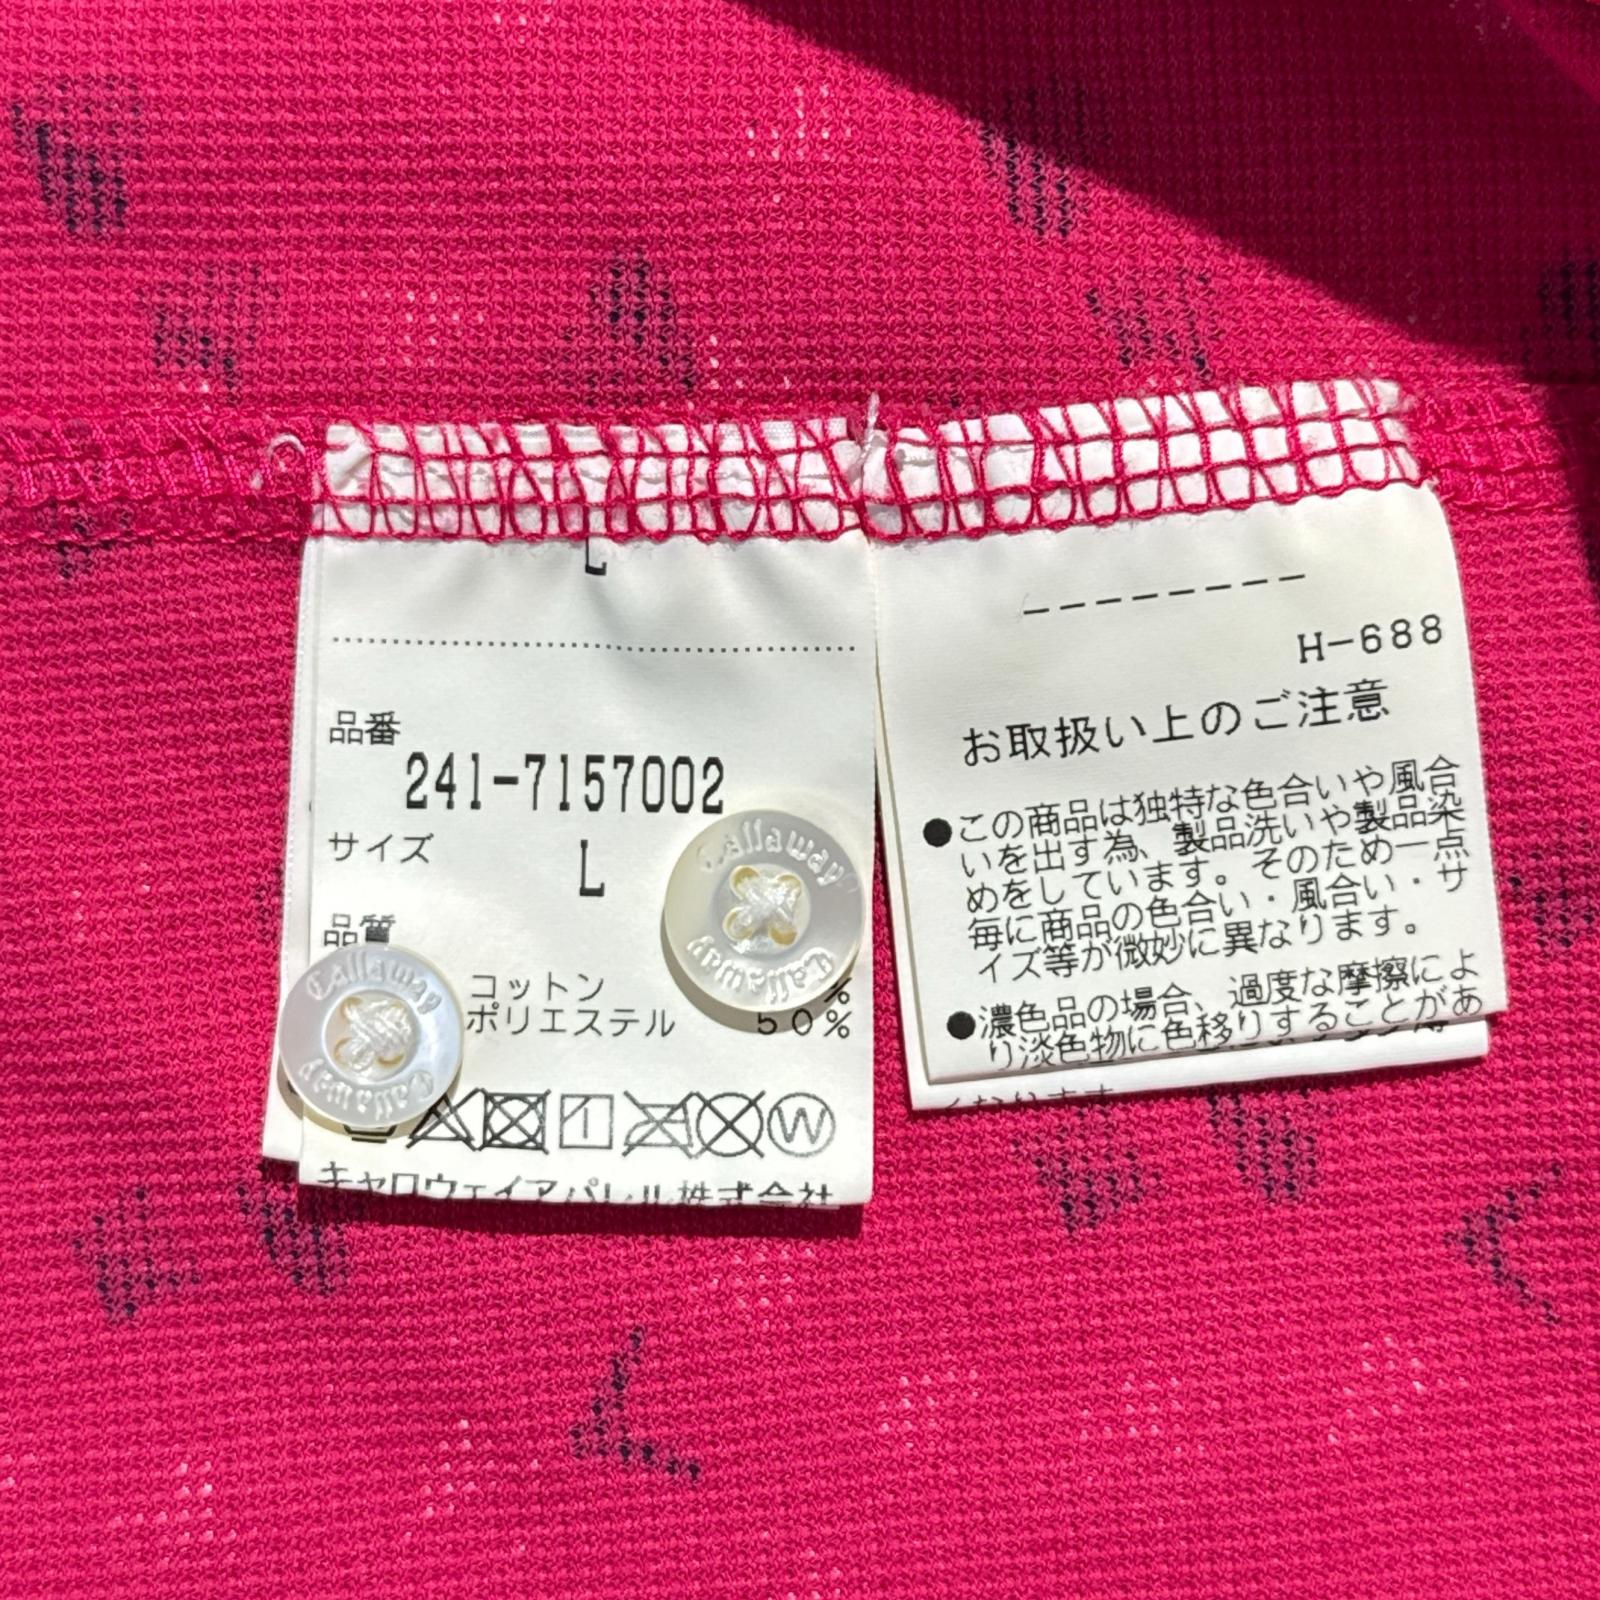 L
品番
241-7157002
サイズ
L
品質
コットン %
ポリエステル 50%
W
キャロウェイアパレル株式会社
Callaway
Callaway
Callaway
Callaway
H-688
お取扱い上のご注意
●この商品は独特な色合いや風合
いを出す為、製品洗いや製品染
めをしています。そのため一点
毎に商品の色合い・風合い・サ
イズ等が微妙に異なります。
●濃色品の場合、過度な摩擦によ
り淡色物に色移りすることがあ
くなります